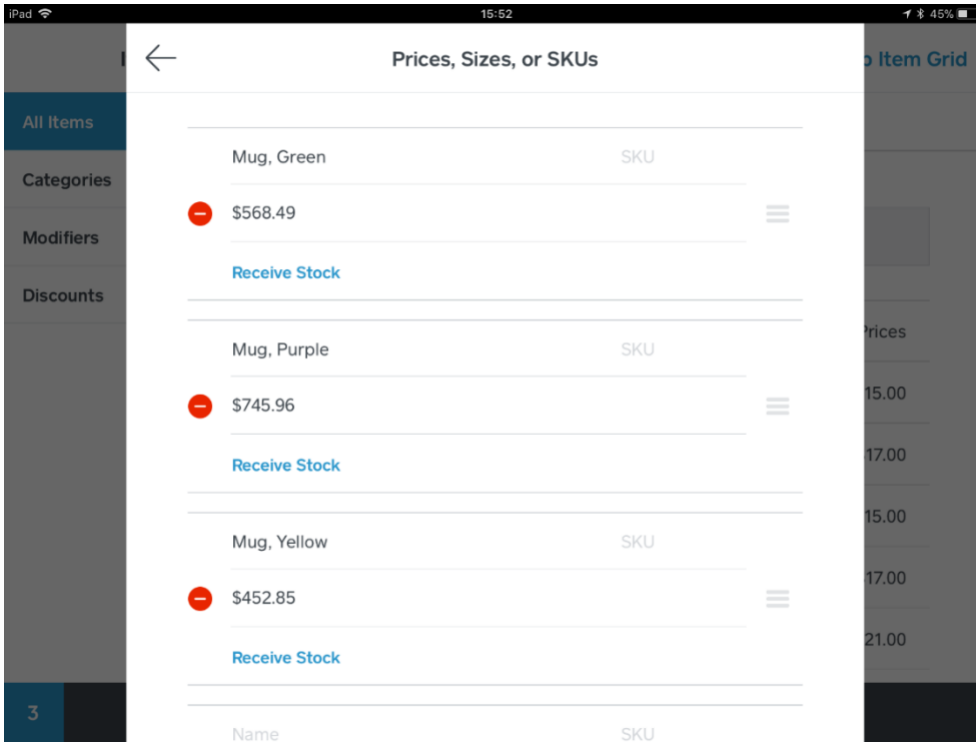 iPad 15:52 45%
Prices, Sizes, or SKUs
Item Grid
All Items
Categories
Modifiers
Discounts
Mug, Green SKU
$568.49
Receive Stock
Mug, Purple SKU
$745.96
Receive Stock
Mug, Yellow SKU
$452.85
Receive Stock
Name SKU
Prices
15.00
17.00
15.00
17.00
21.00
3